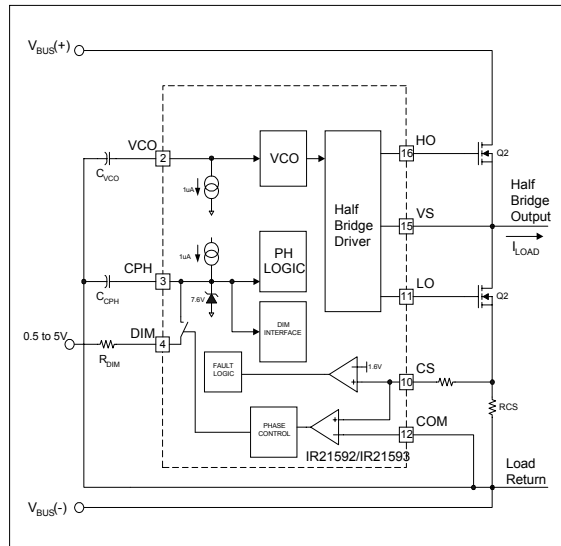 VBUS(+)
VCO
2
CVCO
1uA
VCO
HO
16
Q2
Half
Bridge
Driver
VS
15
Half
Bridge
Output
ILOAD
1uA
CPH
3
CCPH
7.6V
PH
LOGIC
LO
11
Q2
0.5 to 5V
DIM
4
RDIM
DIM
INTERFACE
FAULT
LOGIC
1.6V
CS
10
RCS
PHASE
CONTROL
COM
12
IR21592/IR21593
Load
Return
VBUS(-)